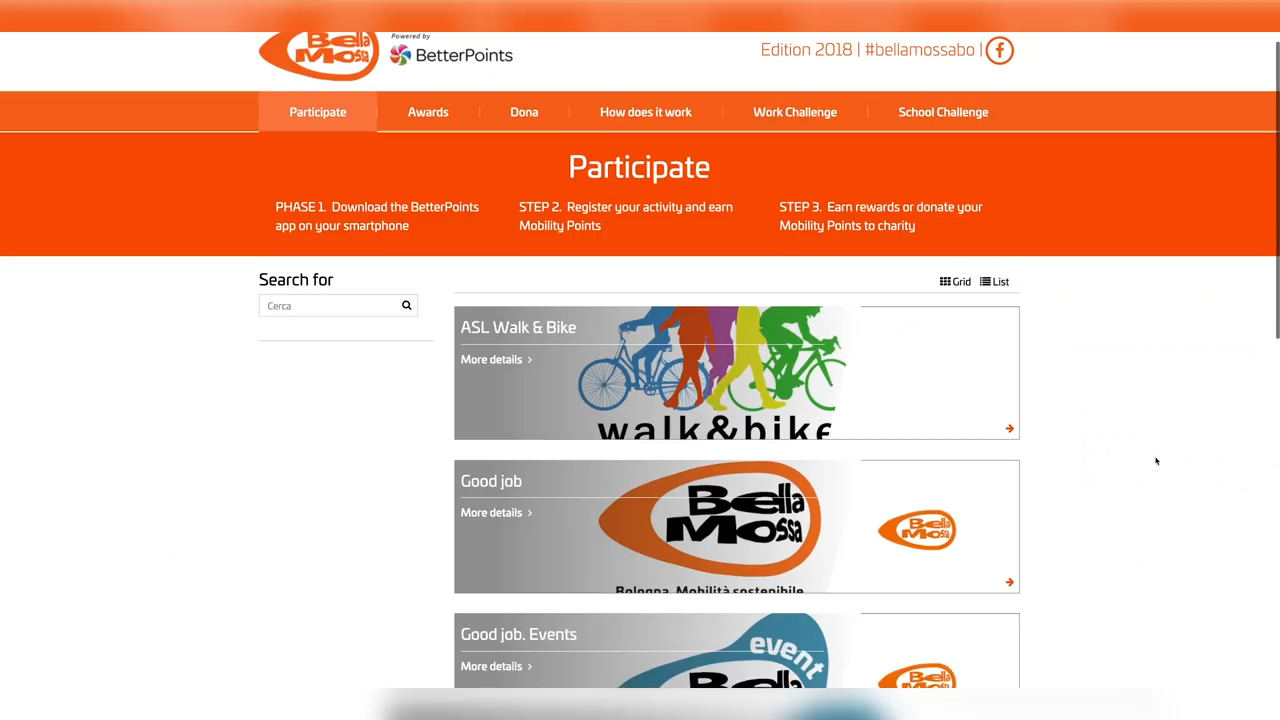 Bella
Mossa
Powered by
BetterPoints
Edition 2018 | #bellamossabo |
Participate
Awards
Dona
How does it work
Work Challenge
School Challenge
Participate
PHASE 1. Download the BetterPoints
app on your smartphone
STEP 2. Register your activity and earn
Mobility Points
STEP 3. Earn rewards or donate your
Mobility Points to charity
Search for
Cerca
Grid
List
ASL Walk & Bike
More details
walk&bike
Good job
More details
Bella
Mossa
Bologna. Mobilità sostenibile
Bella
Mossa
Good job. Events
More details
event
Bella
Bella
Mossa